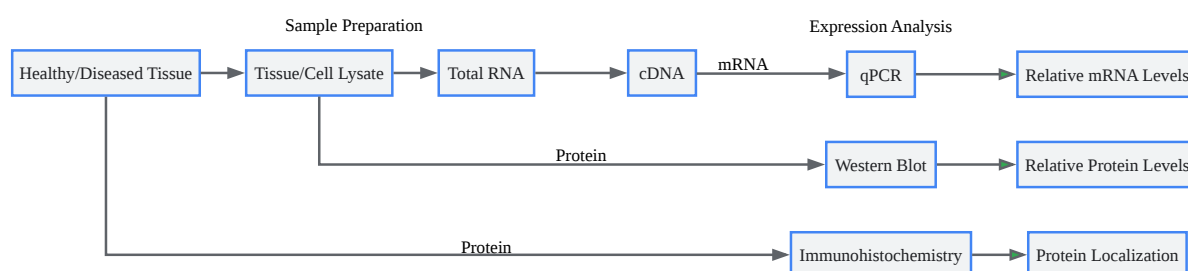 Sample Preparation
Expression Analysis
Healthy/Diseased Tissue
Tissue/Cell Lysate
Total RNA
cDNA
mRNA
qPCR
Relative mRNA Levels
Protein
Western Blot
Relative Protein Levels
Protein
Immunohistochemistry
Protein Localization